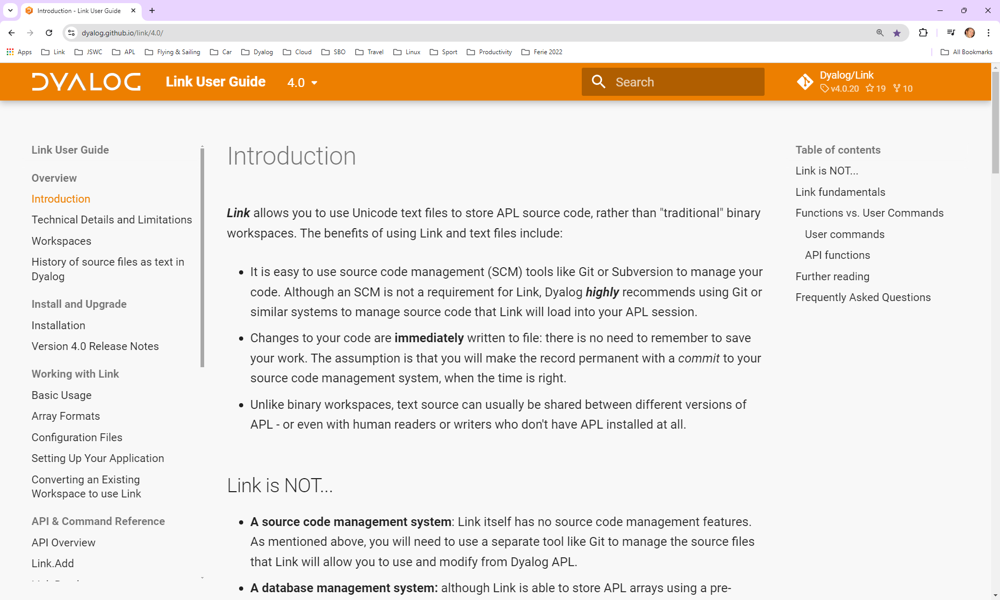 Introduction - Link User Guide
dyalog.github.io/link/4.0/
Apps Link JSWC APL Flying & Sailing Car Dyalog Cloud SBO Travel Linux Sport Productivity Ferie 2022 All Bookmarks
DYALOG Link User Guide 4.0 Search Dyalog/Link
v4.0.20 19 10
Link User Guide
Overview
Introduction
Technical Details and Limitations
Workspaces
History of source files as text in
Dyalog
Install and Upgrade
Installation
Version 4.0 Release Notes
Working with Link
Basic Usage
Array Formats
Configuration Files
Setting Up Your Application
Converting an Existing
Workspace to use Link
API & Command Reference
API Overview
Link.Add
Introduction
Link allows you to use Unicode text files to store APL source code, rather than "traditional" binary
workspaces. The benefits of using Link and text files include:
• It is easy to use source code management (SCM) tools like Git or Subversion to manage your
code. Although an SCM is not a requirement for Link, Dyalog highly recommends using Git or
similar systems to manage source code that Link will load into your APL session.
• Changes to your code are immediately written to file: there is no need to remember to save
your work. The assumption is that you will make the record permanent with a commit to your
source code management system, when the time is right.
• Unlike binary workspaces, text source can usually be shared between different versions of
APL - or even with human readers or writers who don't have APL installed at all.
Link is NOT...
• A source code management system: Link itself has no source code management features.
As mentioned above, you will need to use a separate tool like Git to manage the source files
that Link will allow you to use and modify from Dyalog APL.
• A database management system: although Link is able to store APL arrays using a pre-
Table of contents
Link is NOT...
Link fundamentals
Functions vs. User Commands
User commands
API functions
Further reading
Frequently Asked Questions